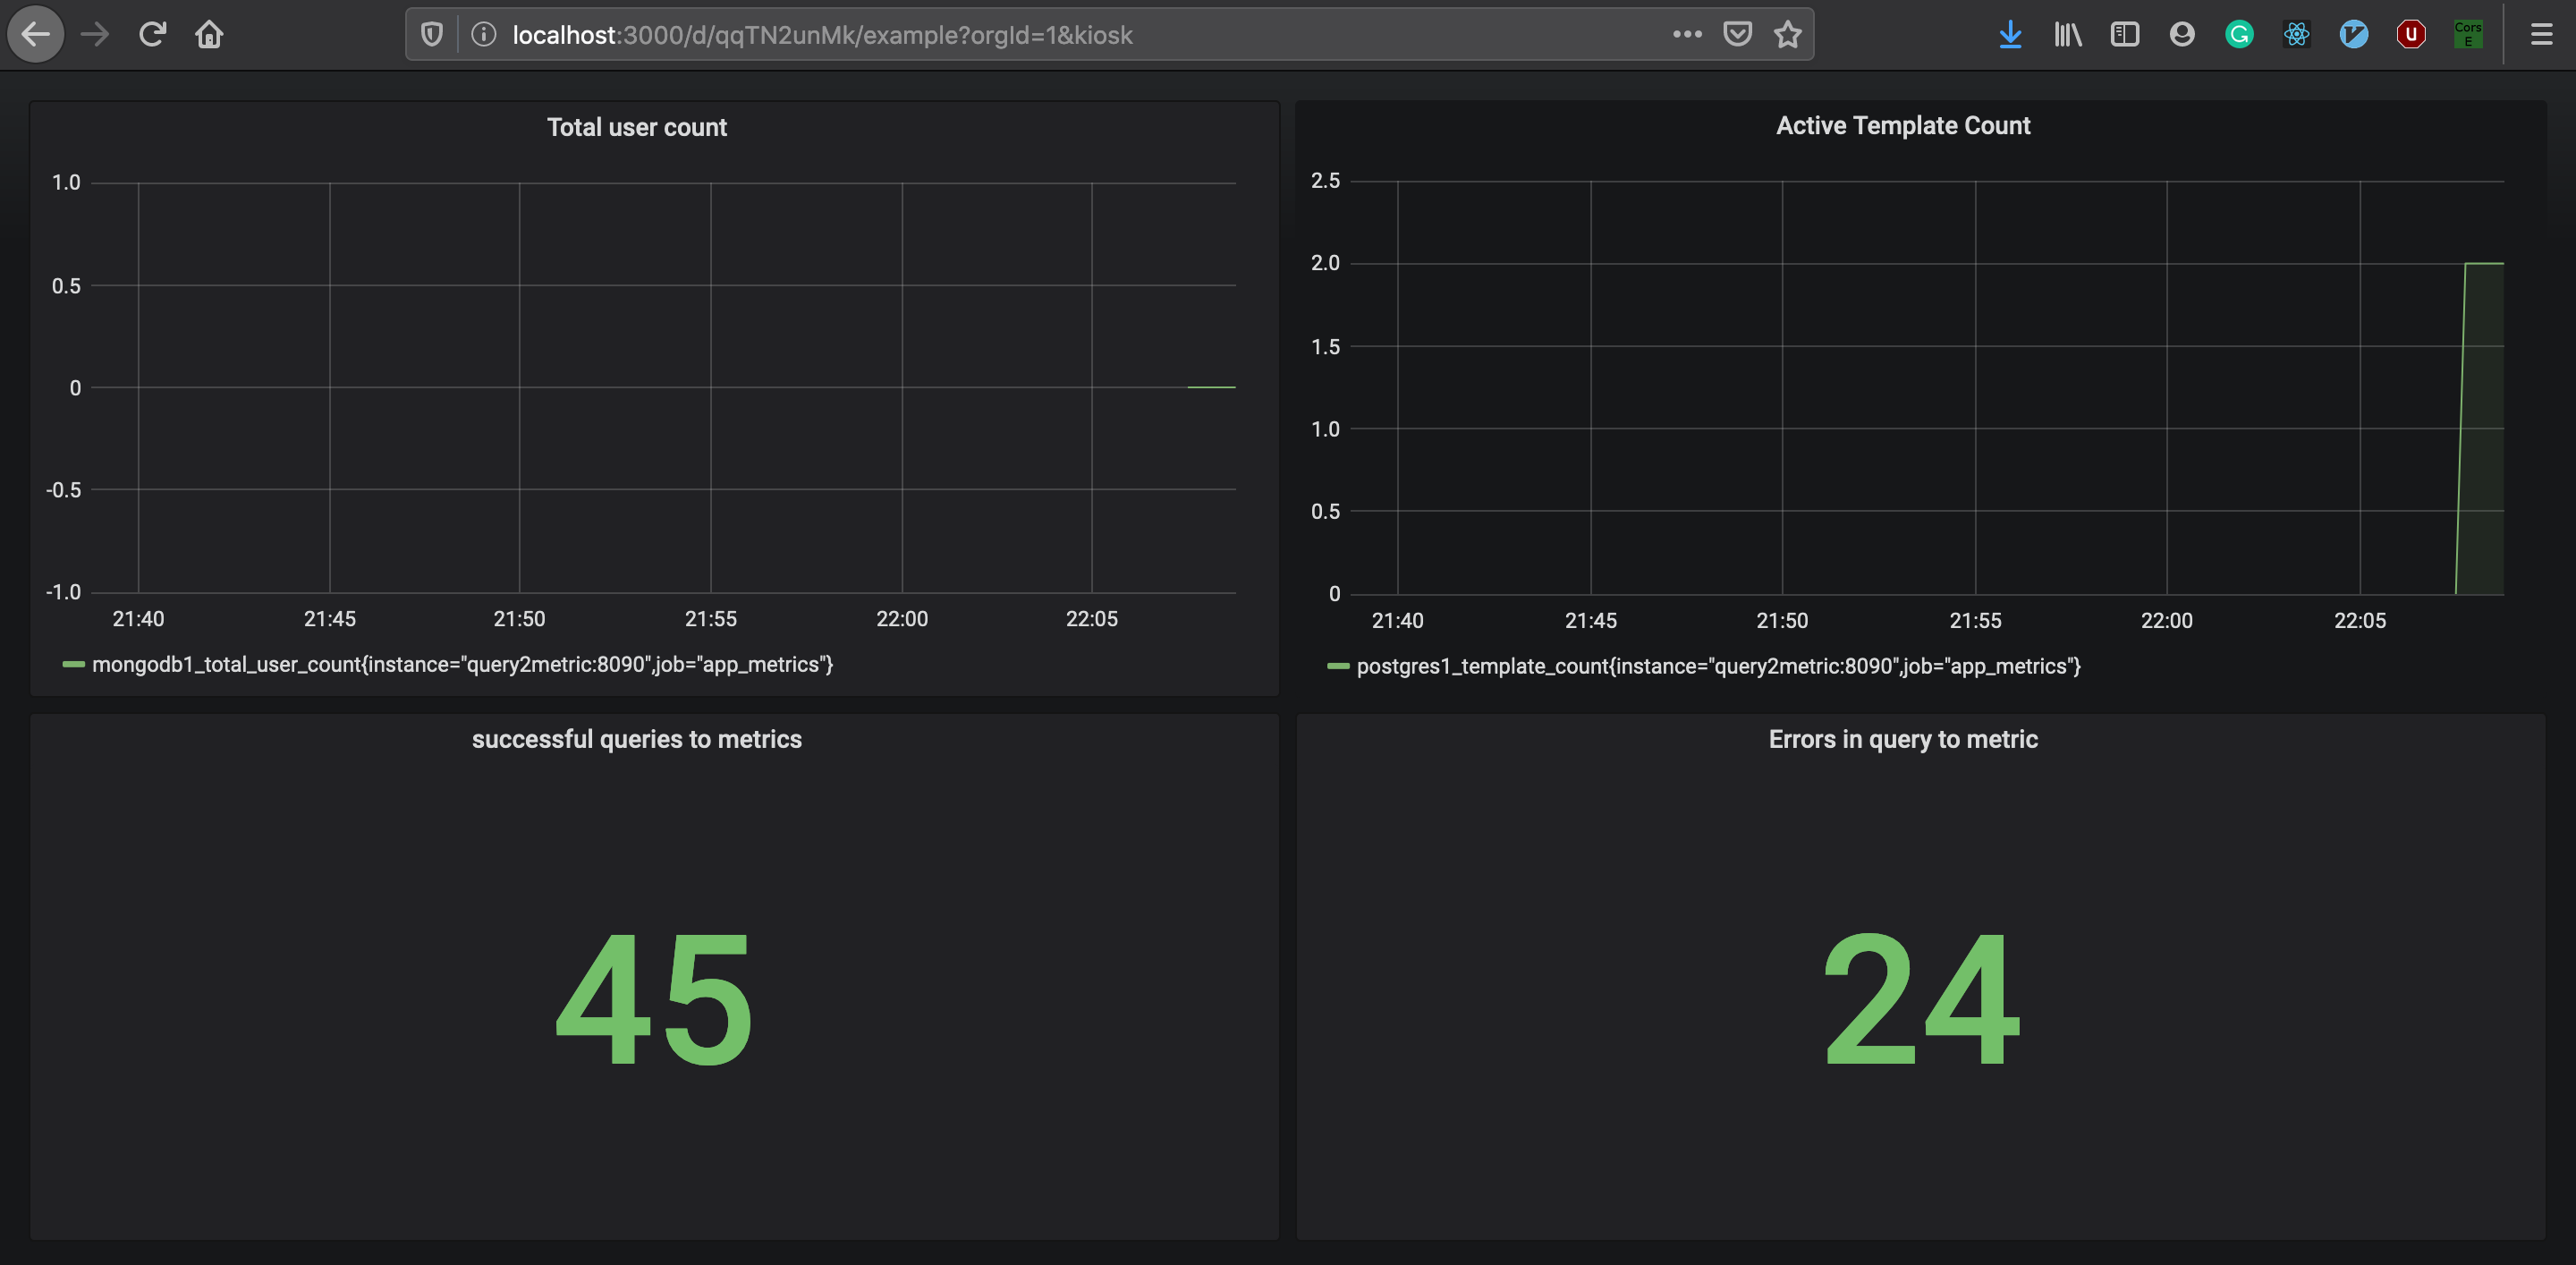 localhost:3000/d/qqTN2unMk/example?orgId=1&kiosk
Cors
E
Total user count
1.0
0.5
0
-0.5
-1.0
21:40 21:45 21:50 21:55 22:00 22:05
mongodb1_total_user_count{instance="query2metric:8090",job="app_metrics"}
Active Template Count
2.5
2.0
1.5
1.0
0.5
0
21:40 21:45 21:50 21:55 22:00 22:05
postgres1_template_count{instance="query2metric:8090",job="app_metrics"}
successful queries to metrics
45
Errors in query to metric
24